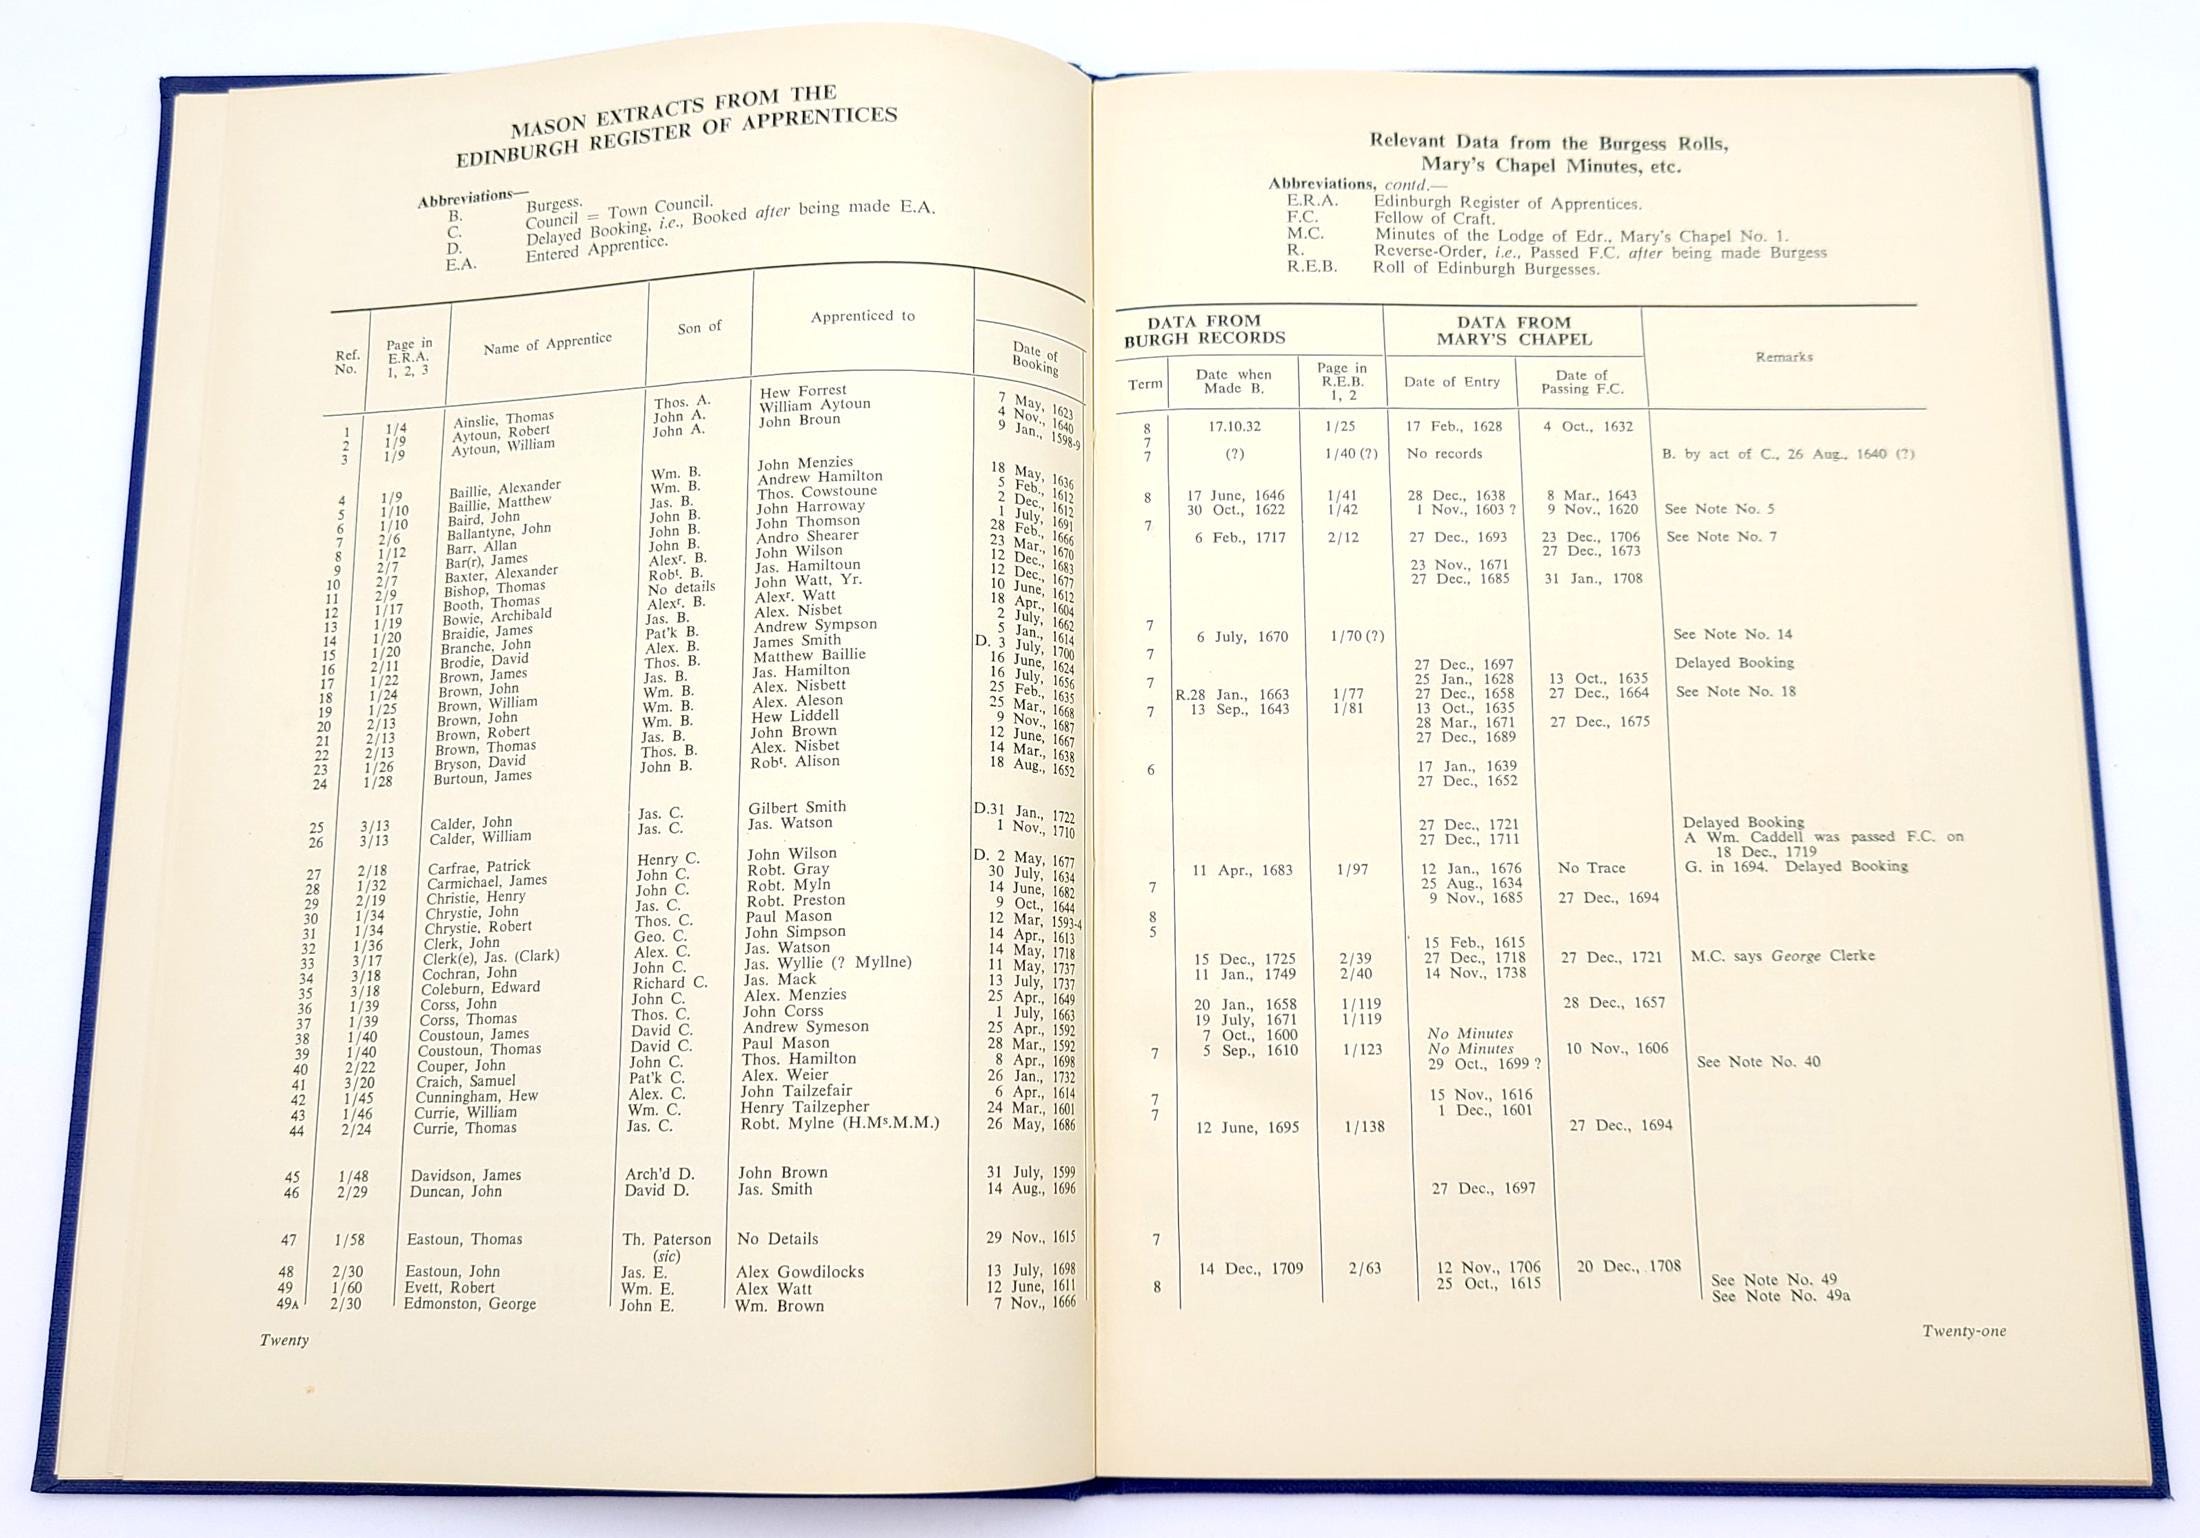 MASON EXTRACTS FROM THE
EDINBURGH REGISTER OF APPRENTICES
Abbreviations—
B. Burgess.
C. Council = Town Council.
D. Delayed Booking, i.e., Booked after being made E.A.
E.A. Entered Apprentice.
Ref. No. Page in E.R.A. 1, 2, 3 Name of Apprentice Son of Apprenticed to Date of Booking
1 1/4 Ainslie, Thomas Thos. A. Hew Forrest 7 May, 1623
2 1/9 Aytoun, Robert John A. William Aytoun 4 Nov., 1640
3 1/9 Aytoun, William John A. John Broun 9 Jan., 1598-9
4 1/9 Baillie, Alexander Wm. B. John Menzies 18 May, 1636
5 1/10 Baillie, Matthew Wm. B. Andrew Hamilton 5 Feb., 1612
6 1/10 Baird, John Jas. B. Thos. Cowstoune 2 Dec., 1612
7 2/6 Ballantyne, John John B. John Harroway 1 July, 1691
8 1/12 Barr, Allan John B. John Thomson 28 Feb., 1666
9 2/7 Bar(r), James John B. Andro Shearer 23 Mar., 1670
10 2/7 Baxter, Alexander Alexr. B. John Wilson 12 Dec., 1683
11 2/9 Bishop, Thomas Robt. B. Jas. Hamiltoun 12 Dec., 1677
12 1/17 Booth, Thomas No details John Watt, Yr. 10 June, 1612
13 1/19 Bowie, Archibald Alexr. B. Alexr. Watt 18 Apr., 1604
14 1/20 Braidie, James Jas. B. Alex. Nisbet 2 July, 1662
15 1/20 Branche, John Pat'k B. Andrew Sympson 5 Jan., 1614
16 2/11 Brodie, David Alex. B. James Smith D. 3 July, 1700
17 1/22 Brown, James Thos. B. Matthew Baillie 16 June, 1624
18 1/24 Brown, John Jas. B. Jas. Hamilton 16 July, 1656
19 1/25 Brown, William Wm. B. Alex. Nisbett 25 Feb., 1635
20 2/13 Brown, John Wm. B. Alex. Aleson 25 Mar., 1668
21 2/13 Brown, Robert Wm. B. Hew Liddell 9 Nov., 1687
22 2/13 Brown, Thomas Jas. B. John Brown 12 June, 1667
23 1/26 Bryson, David Thos. B. Alex. Nisbet 14 Mar., 1638
24 1/28 Burtoun, James John B. Robt. Alison 18 Aug., 1652
25 3/13 Calder, John Jas. C. Gilbert Smith D.31 Jan., 1722
26 3/13 Calder, William Jas. C. Jas. Watson 1 Nov., 1710
27 2/18 Carfrae, Patrick Henry C. John Wilson D. 2 May, 1677
28 1/32 Carmichael, James John C. Robt. Gray 30 July, 1634
29 2/19 Christie, Henry John C. Robt. Myln 14 June, 1682
30 1/34 Chrystie, John Jas. C. Robt. Preston 9 Oct., 1644
31 1/34 Chrystie. Robert Thos. C. Paul Mason 12 Mar, 1593-4
32 1/36 Clerk, John Geo. C. John Simpson 14 Apr., 1613
33 3/17 Clerk(e), Jas. (Clark) Alex. C. Jas. Watson 14 May, 1718
34 3/18 Cochran, John John C. Jas. Wyllie (? Myllne) 11 May, 1737
35 3/18 Coleburn, Edward Richard C. Jas. Mack 13 July, 1737
36 1/39 Corss, John John C. Alex. Menzies 25 Apr., 1649
37 1/39 Corss, Thomas Thos. C. John Corss 1 July, 1663
38 1/40 Coustoun, James David C. Andrew Symeson 25 Apr., 1592
39 1/40 Coustoun, Thomas David C. Paul Mason 28 Mar., 1592
40 2/22 Couper, John John C. Thos. Hamilton 8 Apr., 1698
41 3/20 Craich, Samuel Pat'k C. Alex. Weier 26 Jan., 1732
42 1/45 Cunningham, Hew Alex. C. John Tailzefair 6 Apr., 1614
43 1/46 Currie, William Wm. C. Henry Tailzepher 24 Mar., 1601
44 2/24 Currie, Thomas Jas. C. Robt. Mylne (H.Ms.M.M.) 26 May, 1686
45 1/48 Davidson, James Arch'd D. John Brown 31 July, 1599
46 2/29 Duncan, John David D. Jas. Smith 14 Aug., 1696
47 1/58 Eastoun, Thomas Th. Paterson No Details 29 Nov., 1615
(sic)
48 2/30 Eastoun, John Jas. E. Alex Gowdilocks 13 July, 1698
49 1/60 Evett, Robert Wm. E. Alex Watt 12 June, 1611
49A 2/30 Edmonston, George John E. Wm. Brown 7 Nov., 1666
Twenty
Relevant Data from the Burgess Rolls,
Mary's Chapel Minutes, etc.
Abbreviations, contd.—
E.R.A. Edinburgh Register of Apprentices.
F.C. Fellow of Craft.
M.C. Minutes of the Lodge of Edr., Mary's Chapel No. 1.
R. Reverse-Order, i.e., Passed F.C. after being made Burgess
R.E.B. Roll of Edinburgh Burgesses.
DATA FROM BURGH RECORDS DATA FROM MARY'S CHAPEL Remarks
Term Date when Made B. Page in R.E.B. 1, 2 Date of Entry Date of Passing F.C.
8 17.10.32 1/25 17 Feb., 1628 4 Oct., 1632
7
7 (?) 1/40 (?) No records B. by act of C., 26 Aug., 1640 (?)
8 17 June, 1646 1/41 28 Dec., 1638 8 Mar., 1643
30 Oct., 1622 1/42 1 Nov., 1603 ? 9 Nov., 1620 See Note No. 5
7
6 Feb., 1717 2/12 27 Dec., 1693 23 Dec., 1706 See Note No. 7
27 Dec., 1673
23 Nov., 1671
27 Dec., 1685 31 Jan., 1708
7
6 July, 1670 1/70 (?) See Note No. 14
7
27 Dec., 1697 Delayed Booking
7 25 Jan., 1628 13 Oct., 1635
R.28 Jan., 1663 1/77 27 Dec., 1658 27 Dec., 1664 See Note No. 18
7 13 Sep., 1643 1/81 13 Oct., 1635
28 Mar., 1671 27 Dec., 1675
27 Dec., 1689
6 17 Jan., 1639
27 Dec., 1652
27 Dec., 1721 Delayed Booking
27 Dec., 1711 A Wm. Caddell was passed F.C. on
18 Dec., 1719
11 Apr., 1683 1/97 12 Jan., 1676 No Trace G. in 1694. Delayed Booking
7 25 Aug., 1634
9 Nov., 1685 27 Dec., 1694
8
5
15 Feb., 1615
15 Dec., 1725 2/39 27 Dec., 1718 27 Dec., 1721 M.C. says George Clerke
11 Jan., 1749 2/40 14 Nov., 1738
20 Jan., 1658 1/119 28 Dec., 1657
19 July, 1671 1/119
7 Oct., 1600 No Minutes
7 5 Sep., 1610 1/123 No Minutes 10 Nov., 1606
29 Oct., 1699 ? See Note No. 40
7 15 Nov., 1616
7 1 Dec., 1601
12 June, 1695 1/138 27 Dec., 1694
27 Dec., 1697
7
14 Dec., 1709 2/63 12 Nov., 1706 20 Dec., 1708
8 25 Oct., 1615 See Note No. 49
See Note No. 49a
Twenty-one